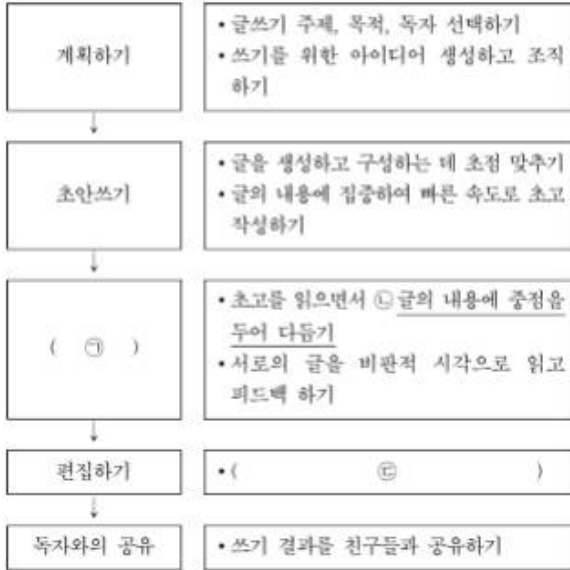 계획하기
• 글쓰기 주제, 목적, 독자 선택하기
• 쓰기를 위한 아이디어 생성하고 조직
하기
↓
초안쓰기
• 글을 생성하고 구성하는 데 초점 맞추기
• 글의 내용에 집중하여 빠른 속도로 초고
작성하기
↓
( ㉠ )
• 초고를 읽으면서 ㉡글의 내용에 중점을
두어 다듬기
• 서로의 글을 비판적 시각으로 읽고
피드백 하기
↓
편집하기
• ( ㉢ )
↓
독자와의 공유
• 쓰기 결과를 친구들과 공유하기